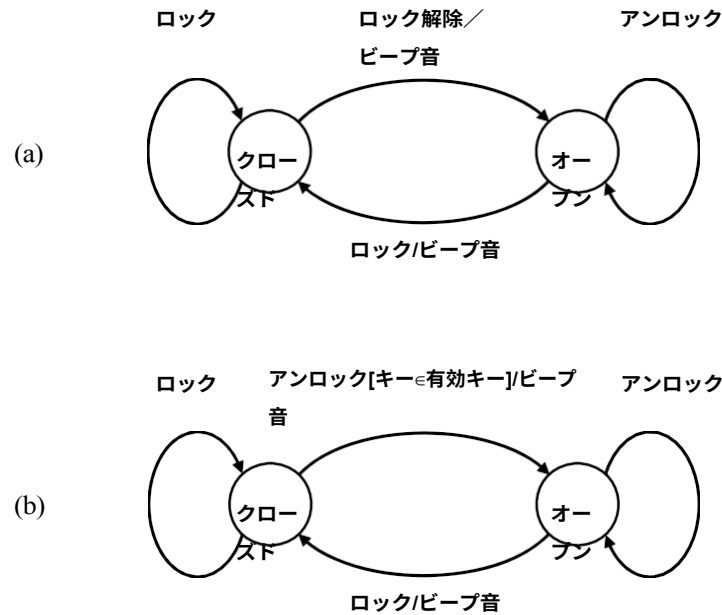 ロック
ロック解除／
ビープ音
アンロック
(a)
クロー
ズド
オー
プン
ロック/ビープ音
ロック
アンロック[キー∈有効キー]/ビープ
音
アンロック
(b)
クロー
ズド
オー
プン
ロック/ビープ音